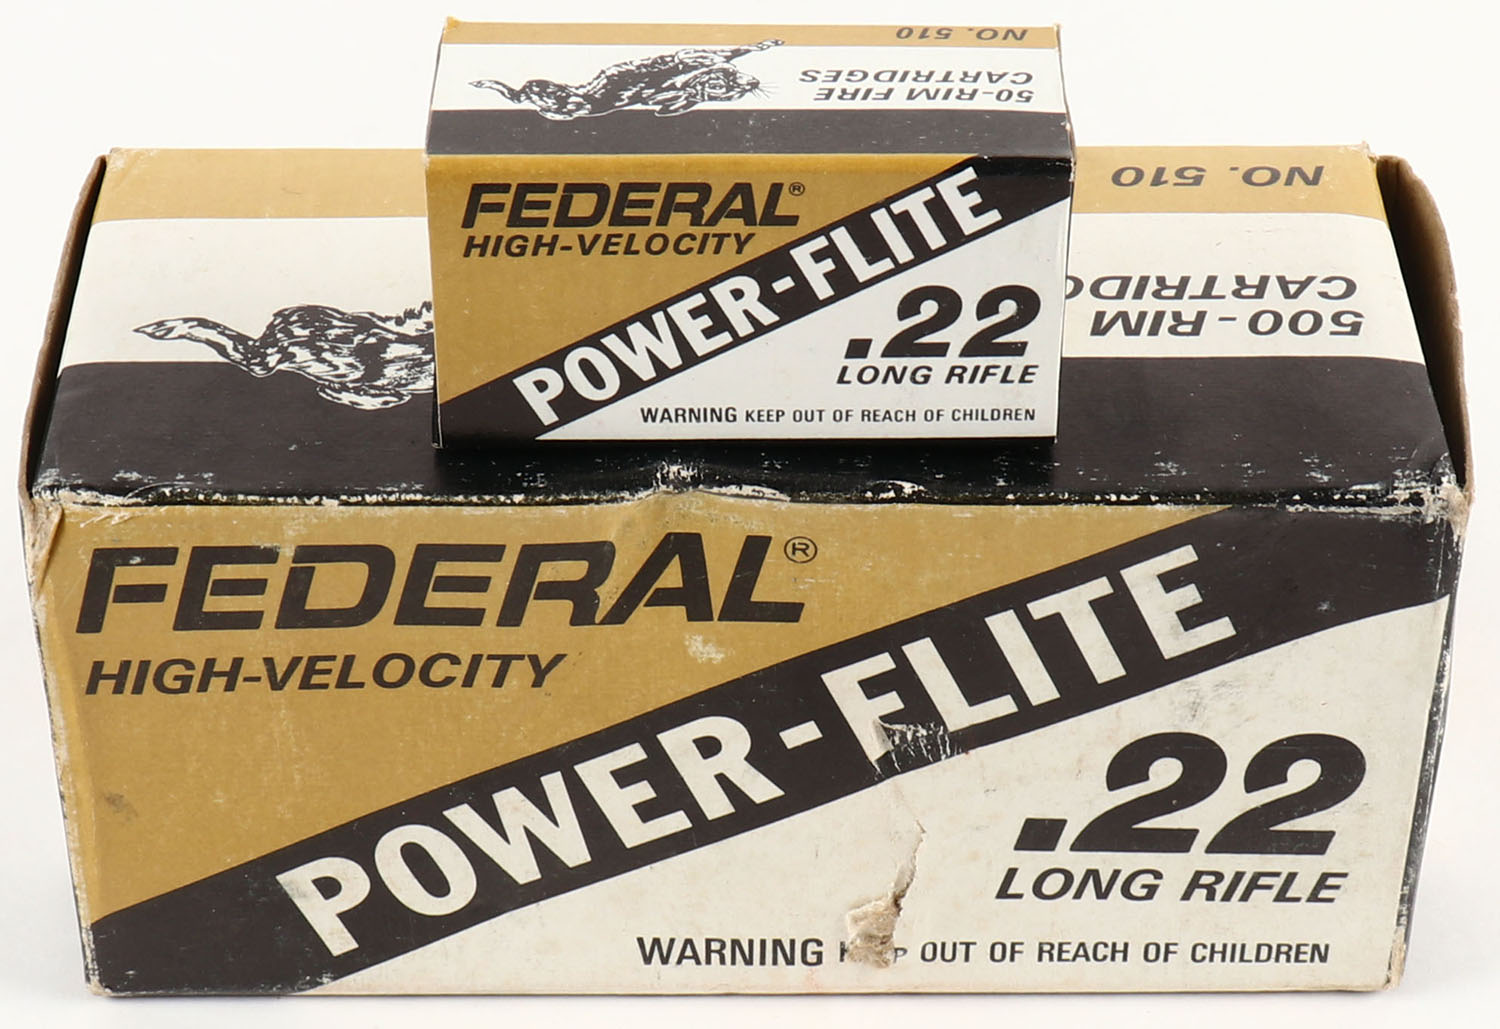 NO. 510
50-RIM FIRE
CARTRIDGES
FEDERAL®
HIGH-VELOCITY
POWER-FLITE
.22
LONG RIFLE
WARNING KEEP OUT OF REACH OF CHILDREN
NO. 510
500-RIM
FEDERAL®
HIGH-VELOCITY
POWER-FLITE
.22
LONG RIFLE
WARNING OUT OF REACH OF CHILDREN